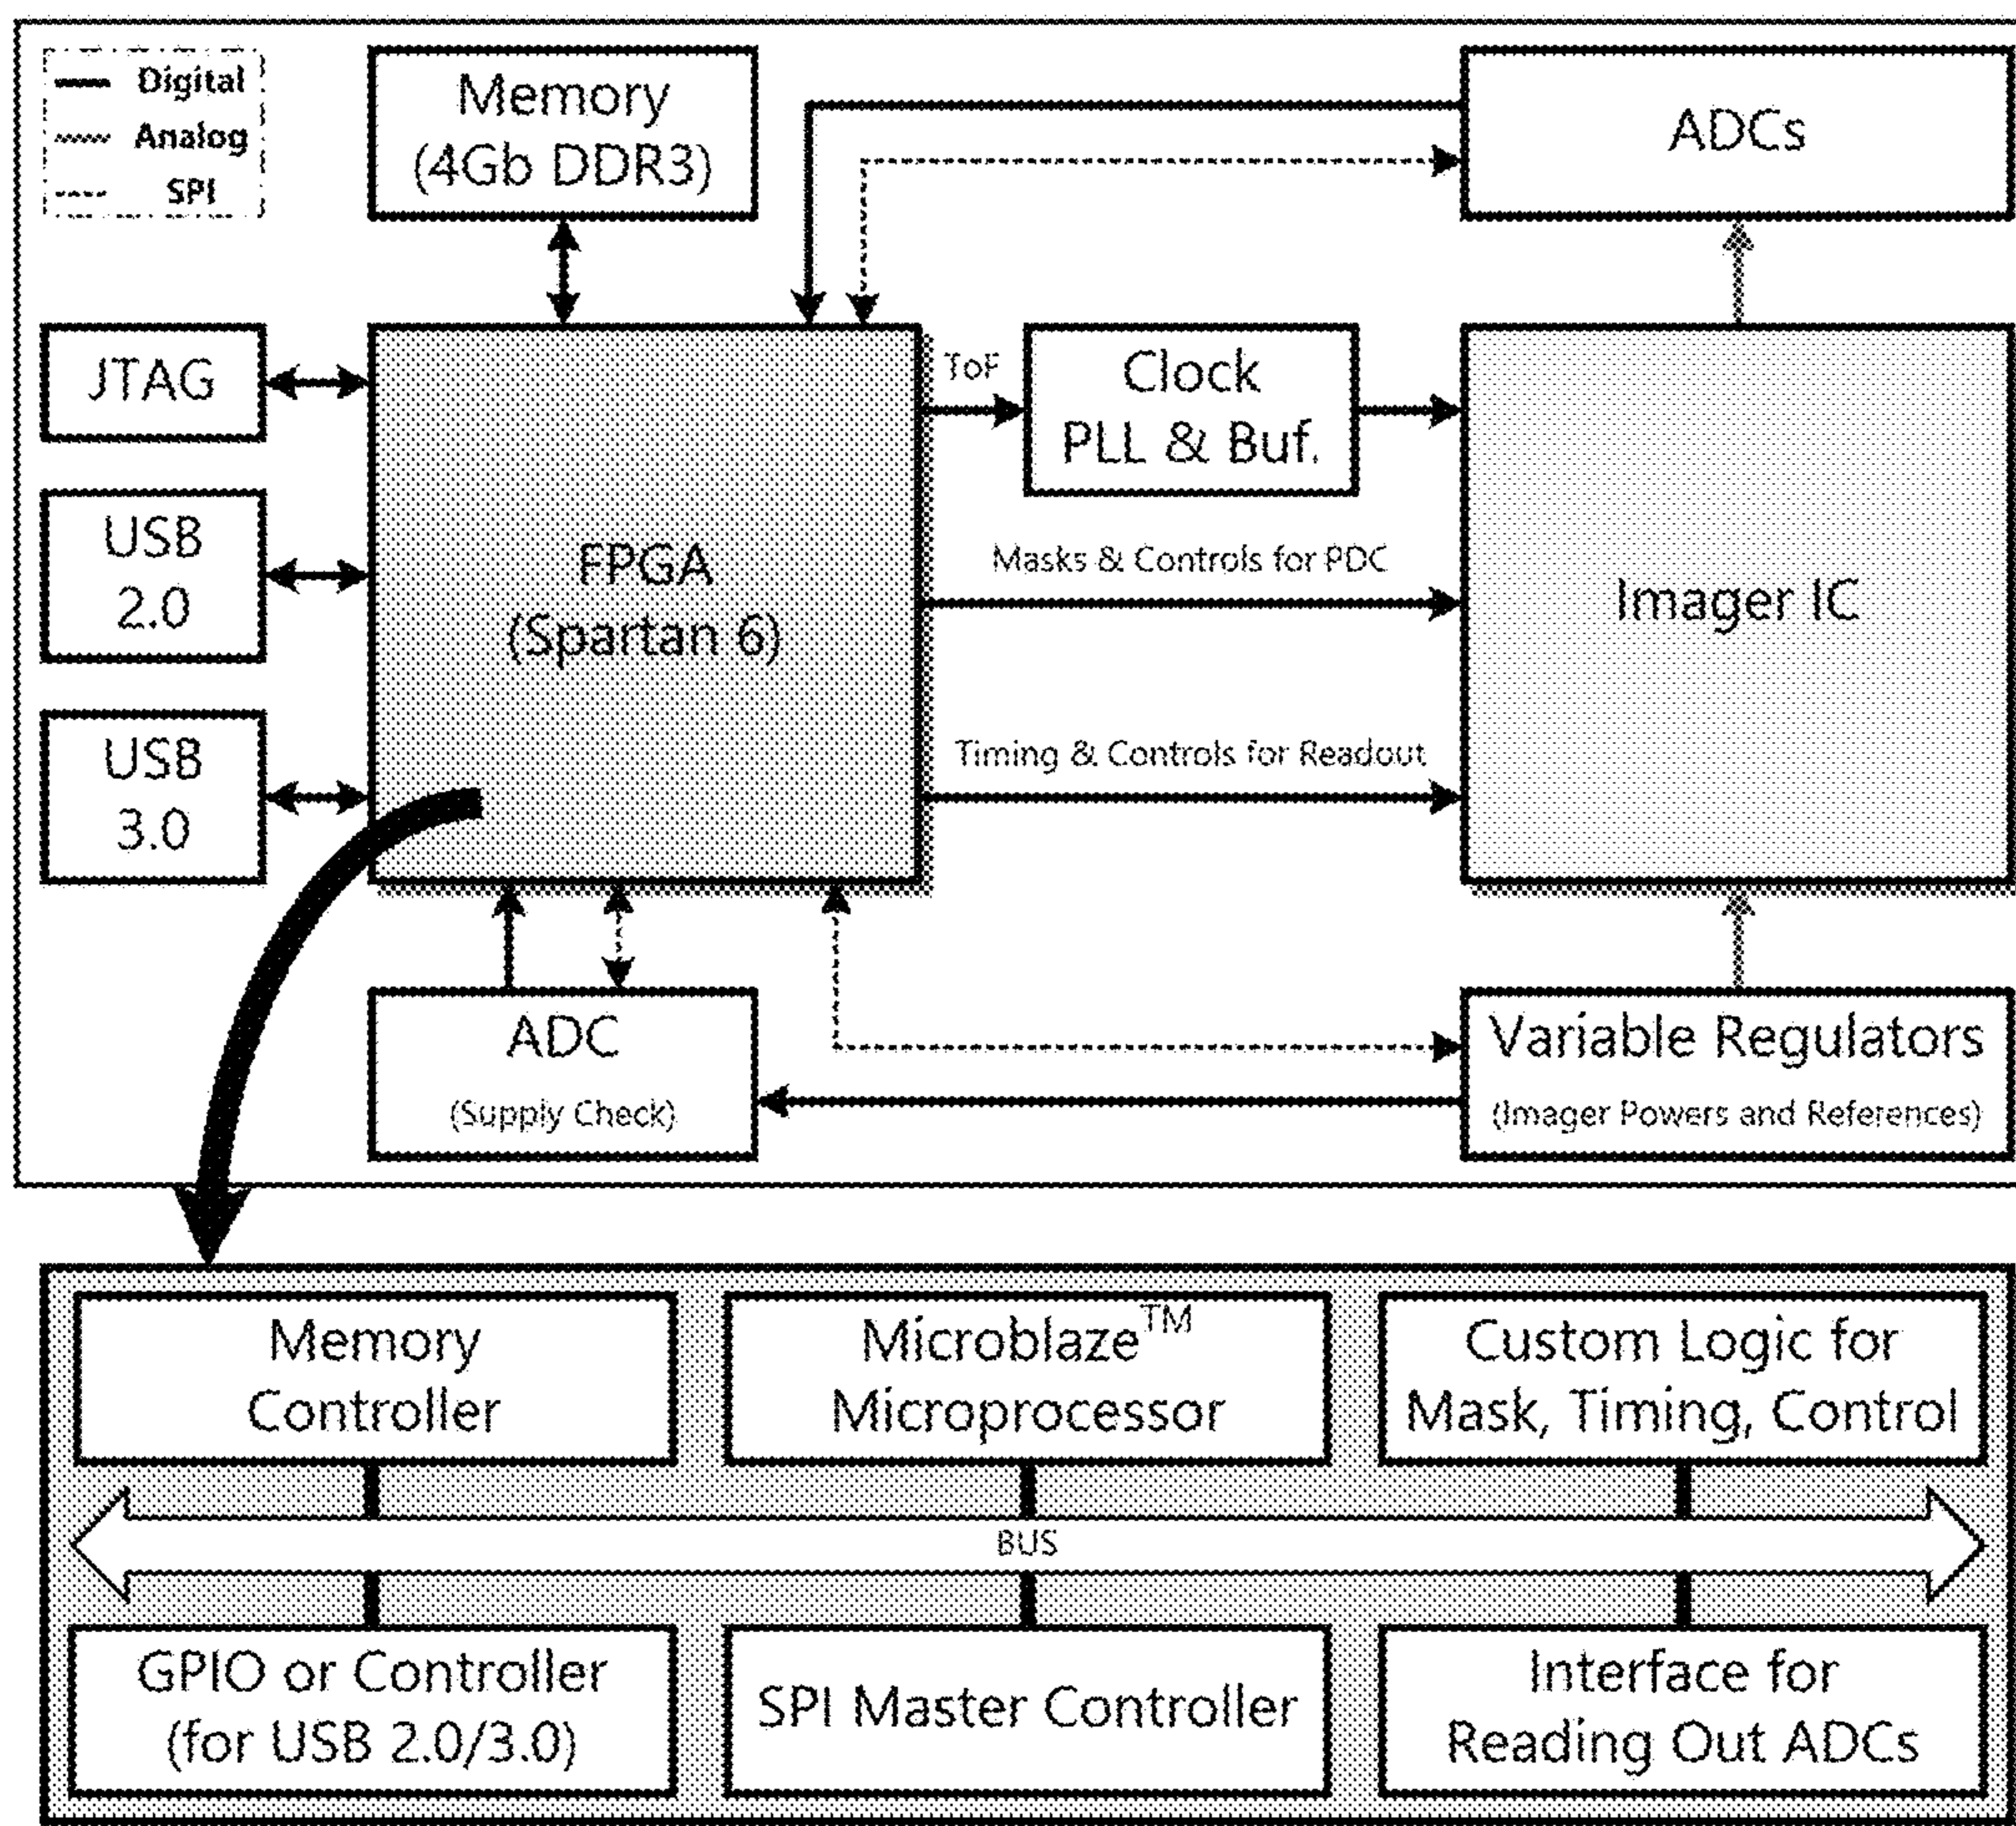 Digital
Analog
SPI
Memory
(4Gb DDR3)
ADCs
JTAG
USB
2.0
USB
3.0
FPGA
(Spartan 6)
ToF
Clock
PLL & Buf.
Masks & Controls for PDC
Timing & Controls for Readout
Imager IC
ADC
(Supply Check)
Variable Regulators
(Imager Powers and References)
Memory
Controller
Microblaze™
Microprocessor
Custom Logic for
Mask, Timing, Control
BUS
GPIO or Controller
(for USB 2.0/3.0)
SPI Master Controller
Interface for
Reading Out ADCs